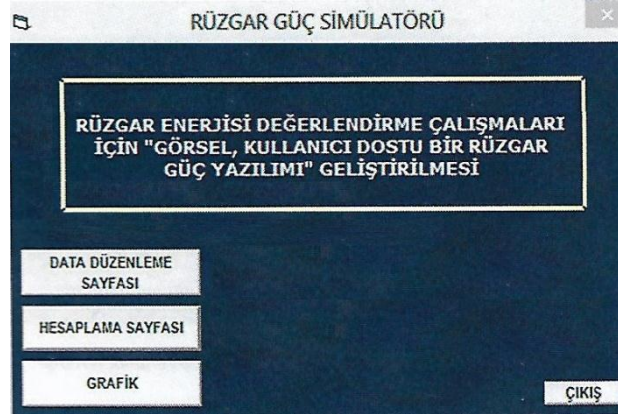 RÜZGAR GÜÇ SİMÜLATÖRÜ
RÜZGAR ENERJİSİ DEĞERLENDİRME ÇALIŞMALARI
İÇİN "GÖRSEL, KULLANICI DOSTU BİR RÜZGAR
GÜÇ YAZILIMI" GELİŞTİRİLMESİ
DATA DÜZENLEME
SAYFASI
HESAPLAMA SAYFASI
GRAFİK
ÇIKIŞ